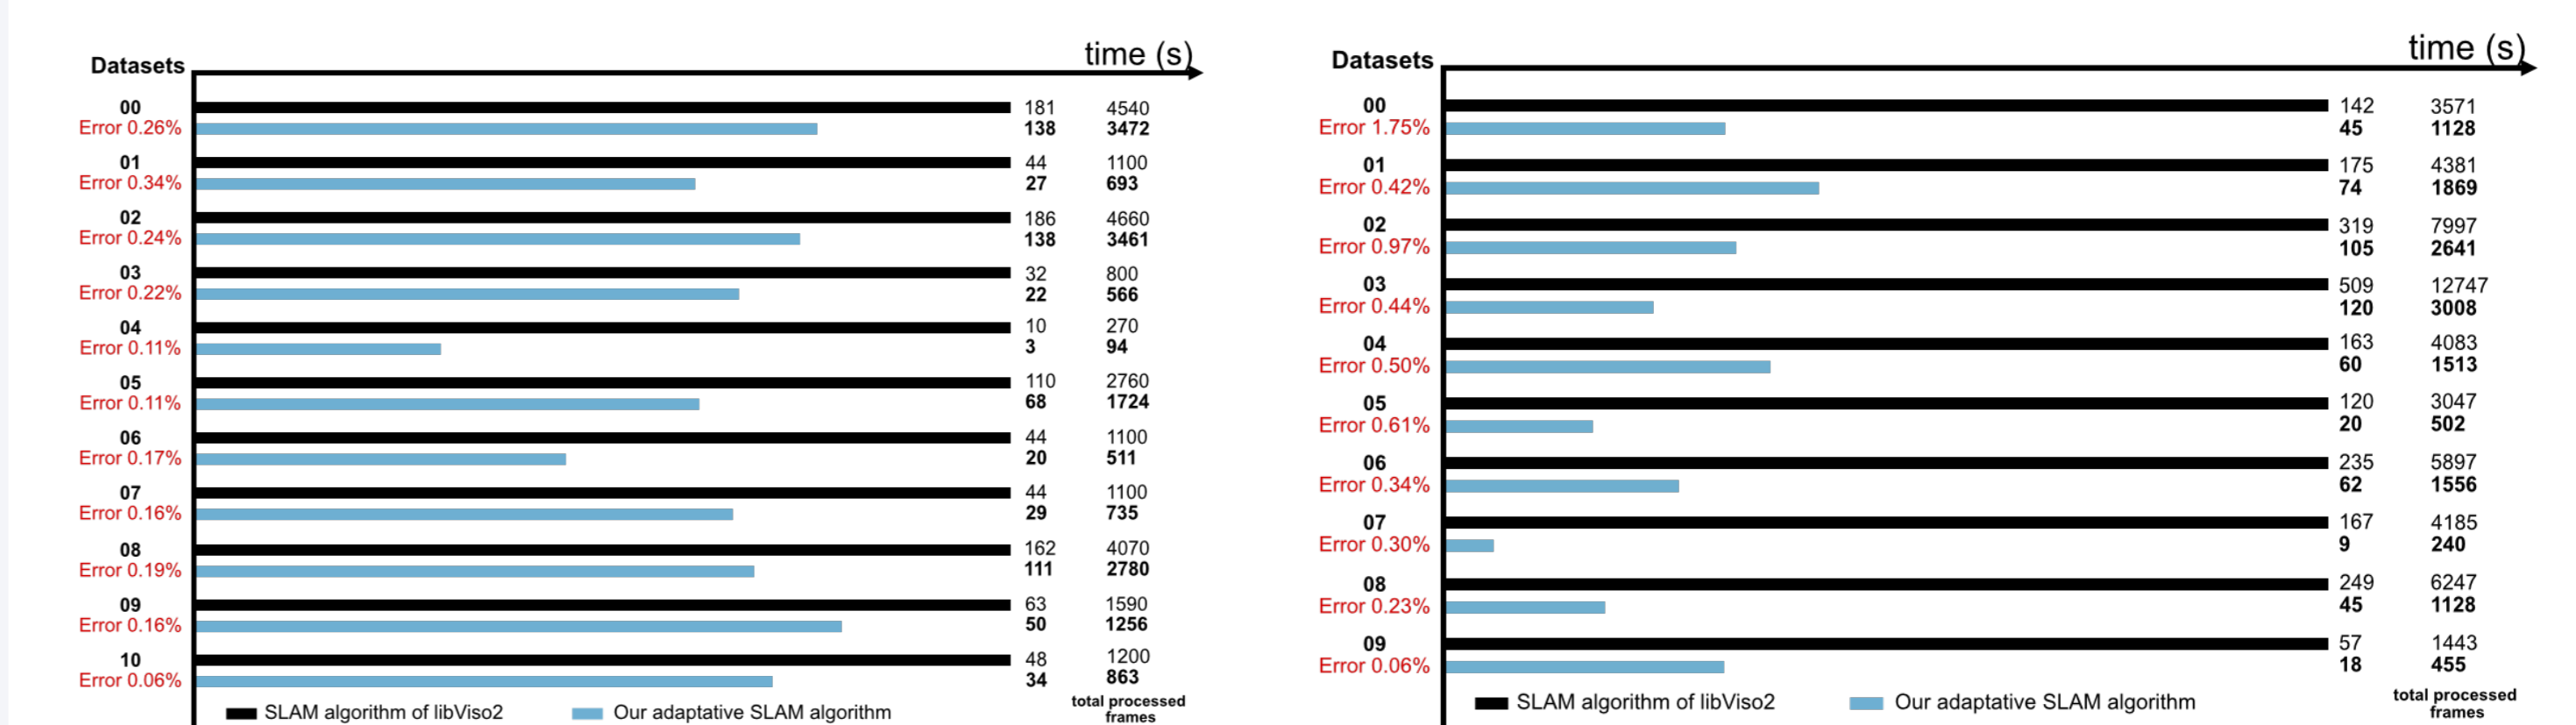 Datasets time (s)
00 181 4540
Error 0.26% 138 3472
01 44 1100
Error 0.34% 27 693
02 186 4660
Error 0.24% 138 3461
03 32 800
Error 0.22% 22 566
04 10 270
Error 0.11% 3 94
05 110 2760
Error 0.11% 68 1724
06 44 1100
Error 0.17% 20 511
07 44 1100
Error 0.16% 29 735
08 162 4070
Error 0.19% 111 2780
09 63 1590
Error 0.16% 50 1256
10 48 1200
Error 0.06% 34 863
SLAM algorithm of libViso2 Our adaptative SLAM algorithm
total processed
frames
Datasets time (s)
00 142 3571
Error 1.75% 45 1128
01 175 4381
Error 0.42% 74 1869
02 319 7997
Error 0.97% 105 2641
03 509 12747
Error 0.44% 120 3008
04 163 4083
Error 0.50% 60 1513
05 120 3047
Error 0.61% 20 502
06 235 5897
Error 0.34% 62 1556
07 167 4185
Error 0.30% 9 240
08 249 6247
Error 0.23% 45 1128
09 57 1443
Error 0.06% 18 455
SLAM algorithm of libViso2 Our adaptative SLAM algorithm
total processed
frames